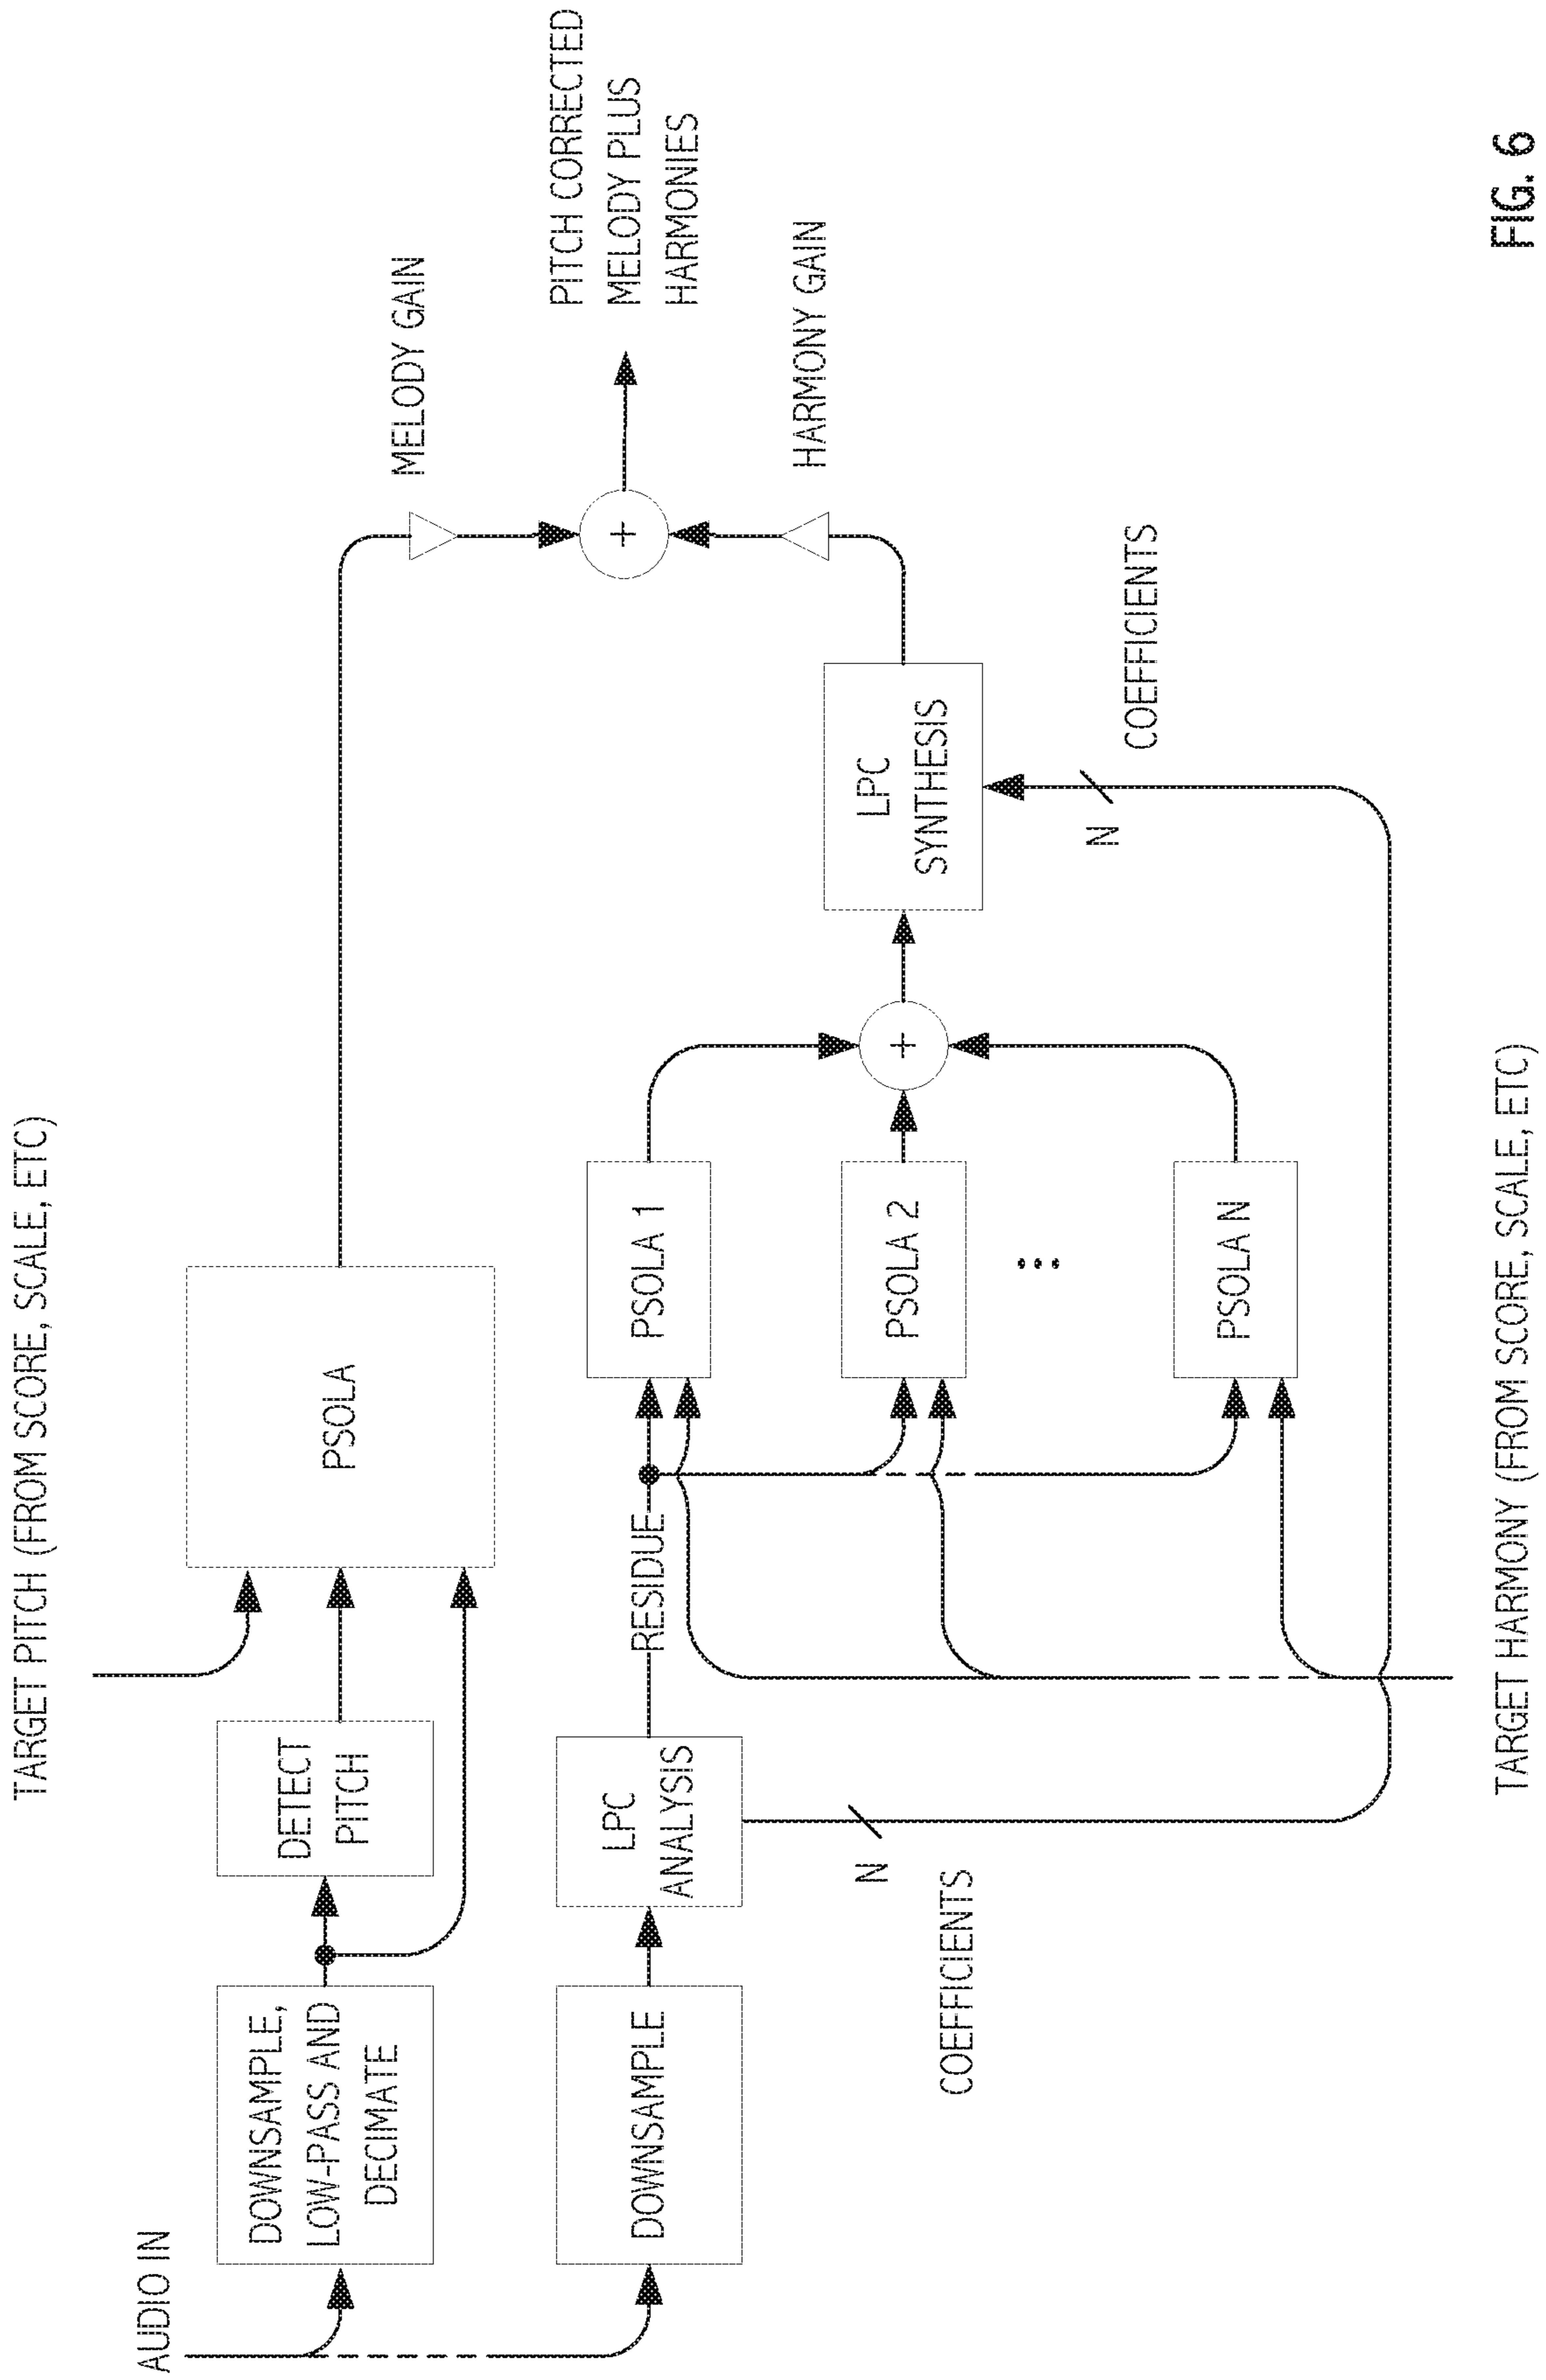 TARGET PITCH (FROM SCORE, SCALE, ETC)
AUDIO IN
DOWNSAMPLE,
LOW-PASS AND
DECIMATE
DETECT
PITCH
PSOLA
MELODY GAIN
PITCH CORRECTED
MELODY PLUS
HARMONIES
HARMONY GAIN
DOWNSAMPLE
LPC
ANALYSIS
RESIDUE
PSOLA 1
PSOLA 2
...
PSOLA N
+
+
LPC
SYNTHESIS
N
COEFFICIENTS
N
COEFFICIENTS
TARGET HARMONY (FROM SCORE, SCALE, ETC)
FIG. 6